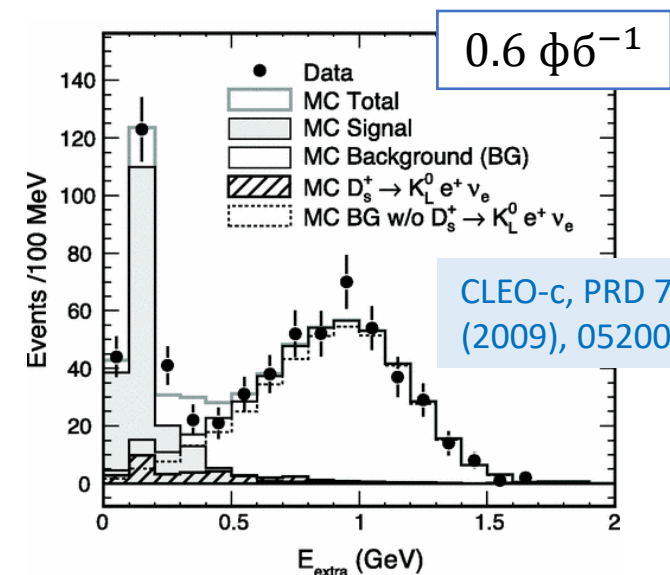 0.6 фб⁻¹
Data
MC Total
MC Signal
MC Background (BG)
MC D_s^+ → K_L^0 e^+ ν_e
MC BG w/o D_s^+ → K_L^0 e^+ ν_e
CLEO-c, PRD 7
(2009), 05200
Events /100 MeV
140
120
100
80
60
40
20
0
0 0.5 1 1.5 2
E_extra (GeV)